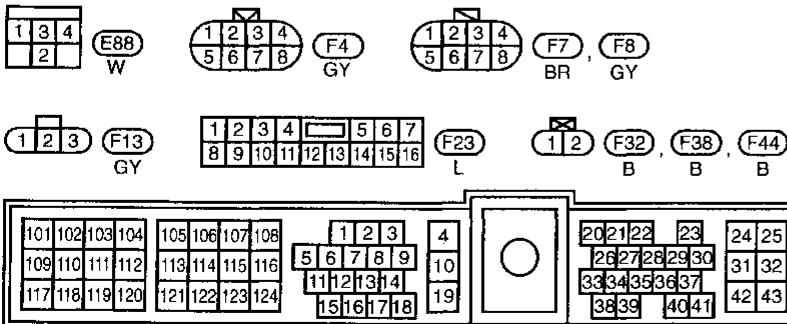 1 3 4 E88 1 2 3 4 F4 1 2 3 4 F7 , F8
2 W 5 6 7 8 GY 5 6 7 8 BR GY
1 2 3 F13 1 2 3 4 5 6 7 F23 1 2 F32 , F38 , F44
GY 8 9 10 11 12 13 14 15 16 L B B B
101 102 103 104 105 106 107 108 1 2 3 4 20 21 22 23 24 25
109 110 111 112 113 114 115 116 5 6 7 8 9 10 26 27 28 29 30 31 32
117 118 119 120 121 122 123 124 11 12 13 14 19 33 34 35 36 37 42 43
15 16 17 18 38 39 40 41